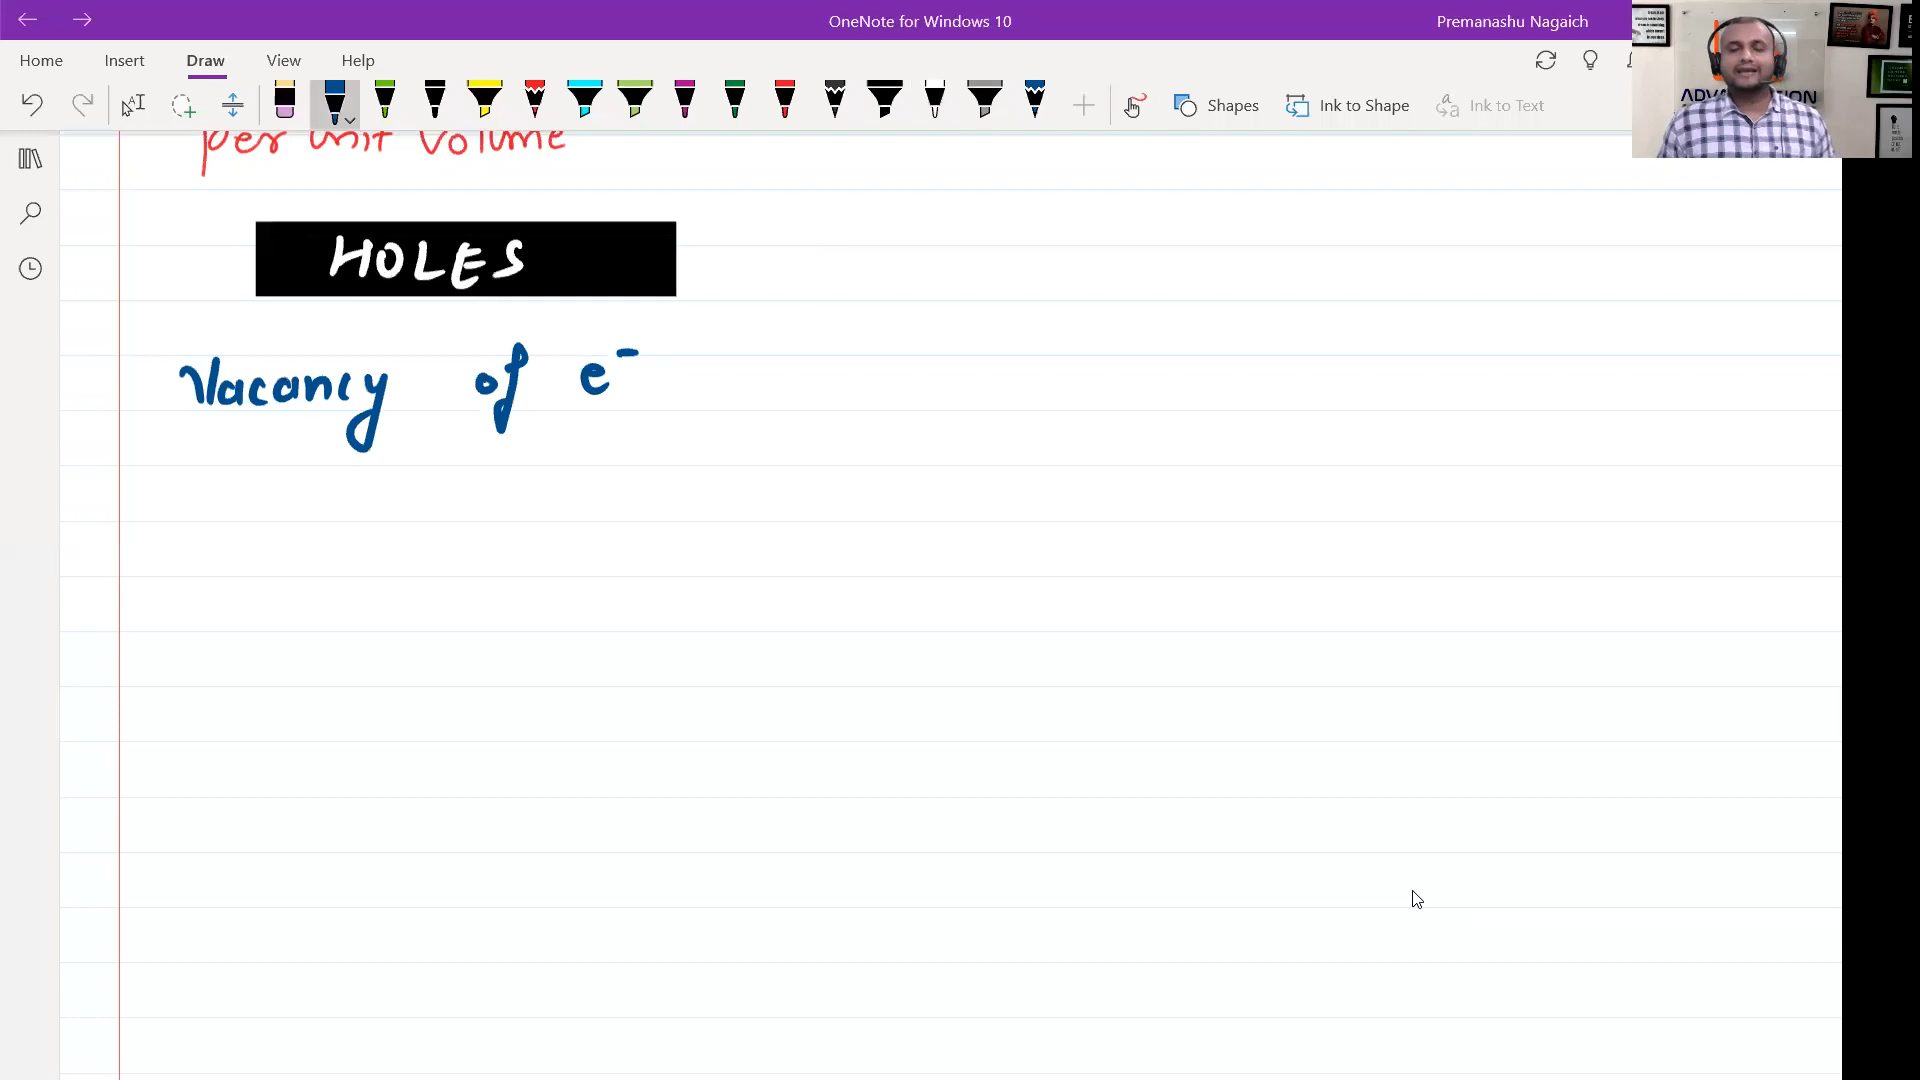 OneNote for Windows 10
Premanashu Nagaich
Home Insert Draw View Help
Shapes Ink to Shape Ink to Text
per unit volume
HOLES
Vacancy of e⁻